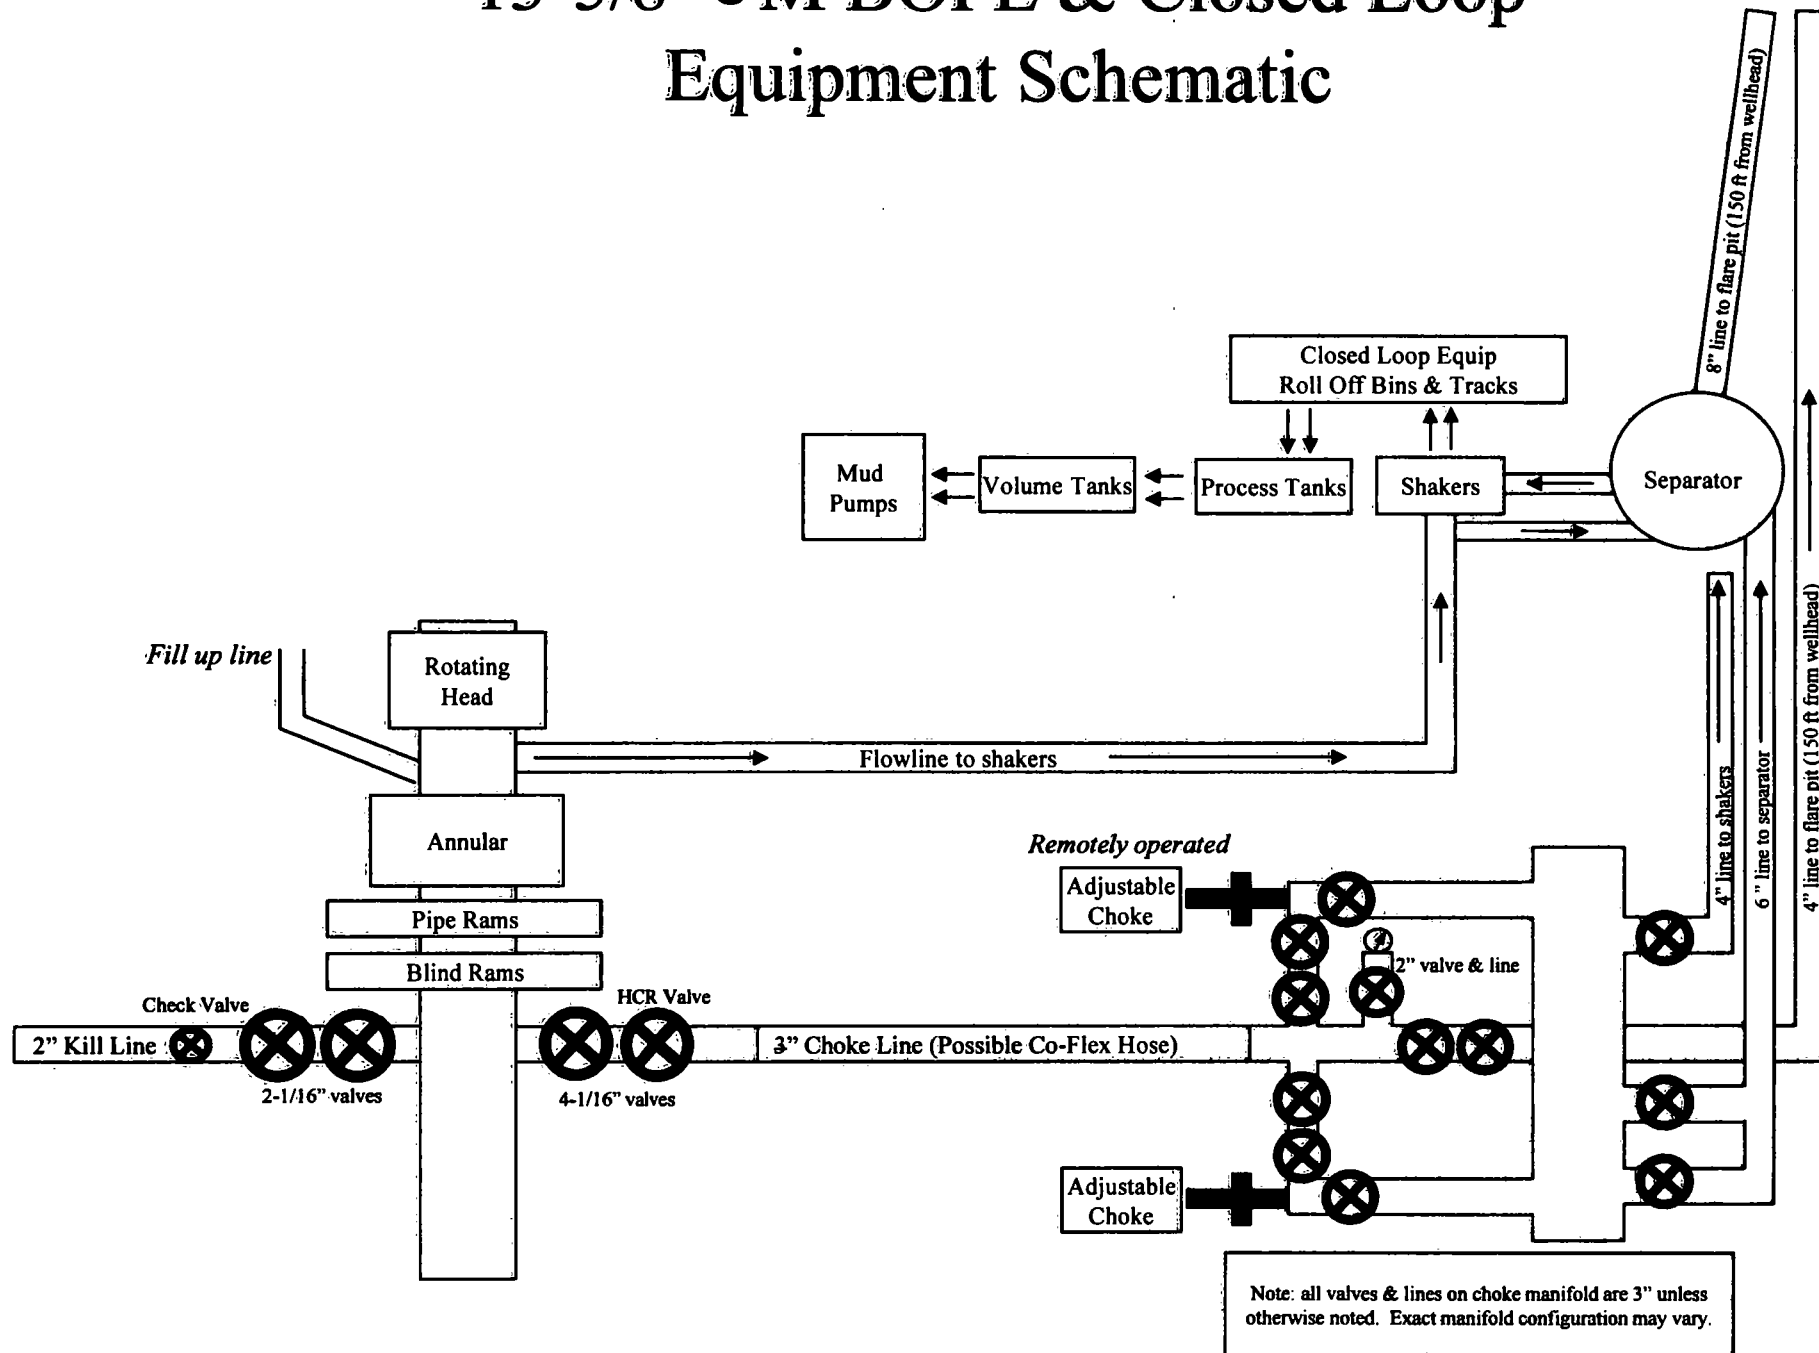 BOPE & Closed Loop
Equipment Schematic
8" line to flare pit (150 ft from wellhead)
Closed Loop Equip
Roll Off Bins & Tracks
Mud
Pumps
Volume Tanks
Process Tanks
Shakers
Separator
Fill up line
Rotating
Head
Flowline to shakers
4" line to shakers
6 " line to separator
4" line to flare pit (150 ft from wellhead)
Annular
Remotely operated
Adjustable
Choke
Pipe Rams
Blind Rams
2" valve & line
Check Valve
HCR Valve
2" Kill Line
3" Choke Line (Possible Co-Flex Hose)
2-1/16" valves
4-1/16" valves
Adjustable
Choke
Note: all valves & lines on choke manifold are 3" unless
otherwise noted. Exact manifold configuration may vary.